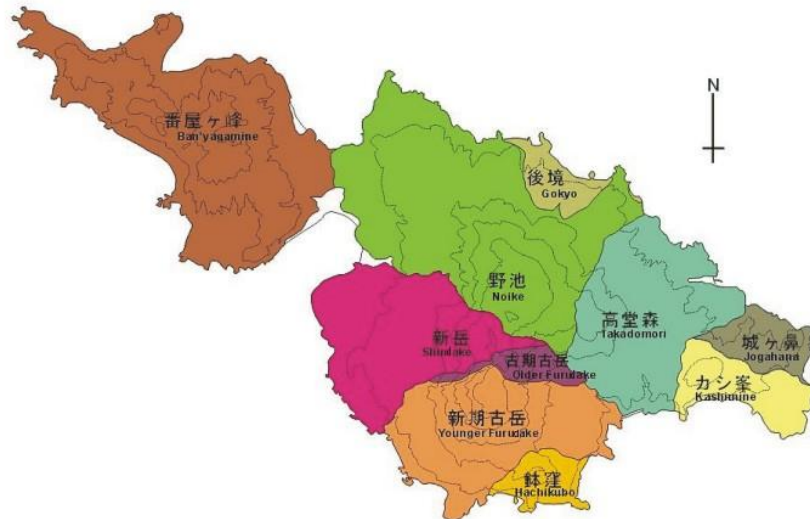 N
番屋ヶ峰
Ban'yagamine
後境
Gokyo
野池
Noike
高堂森
Takadomori
新岳
Shindake
古期古岳
Older Furudake
城ヶ鼻
Jogahana
カシ峯
Kashimine
新期古岳
Younger Furudake
鉢窪
Hachikubo